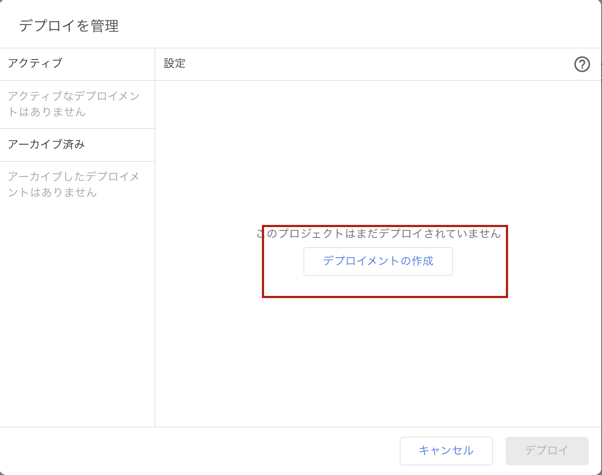 デプロイを管理
アクティブ
設定
アクティブなデプロイメン
トはありません
アーカイブ済み
アーカイブしたデプロイメ
ントはありません
このプロジェクトはまだデプロイされていません
デプロイメントの作成
キャンセル
デプロイ